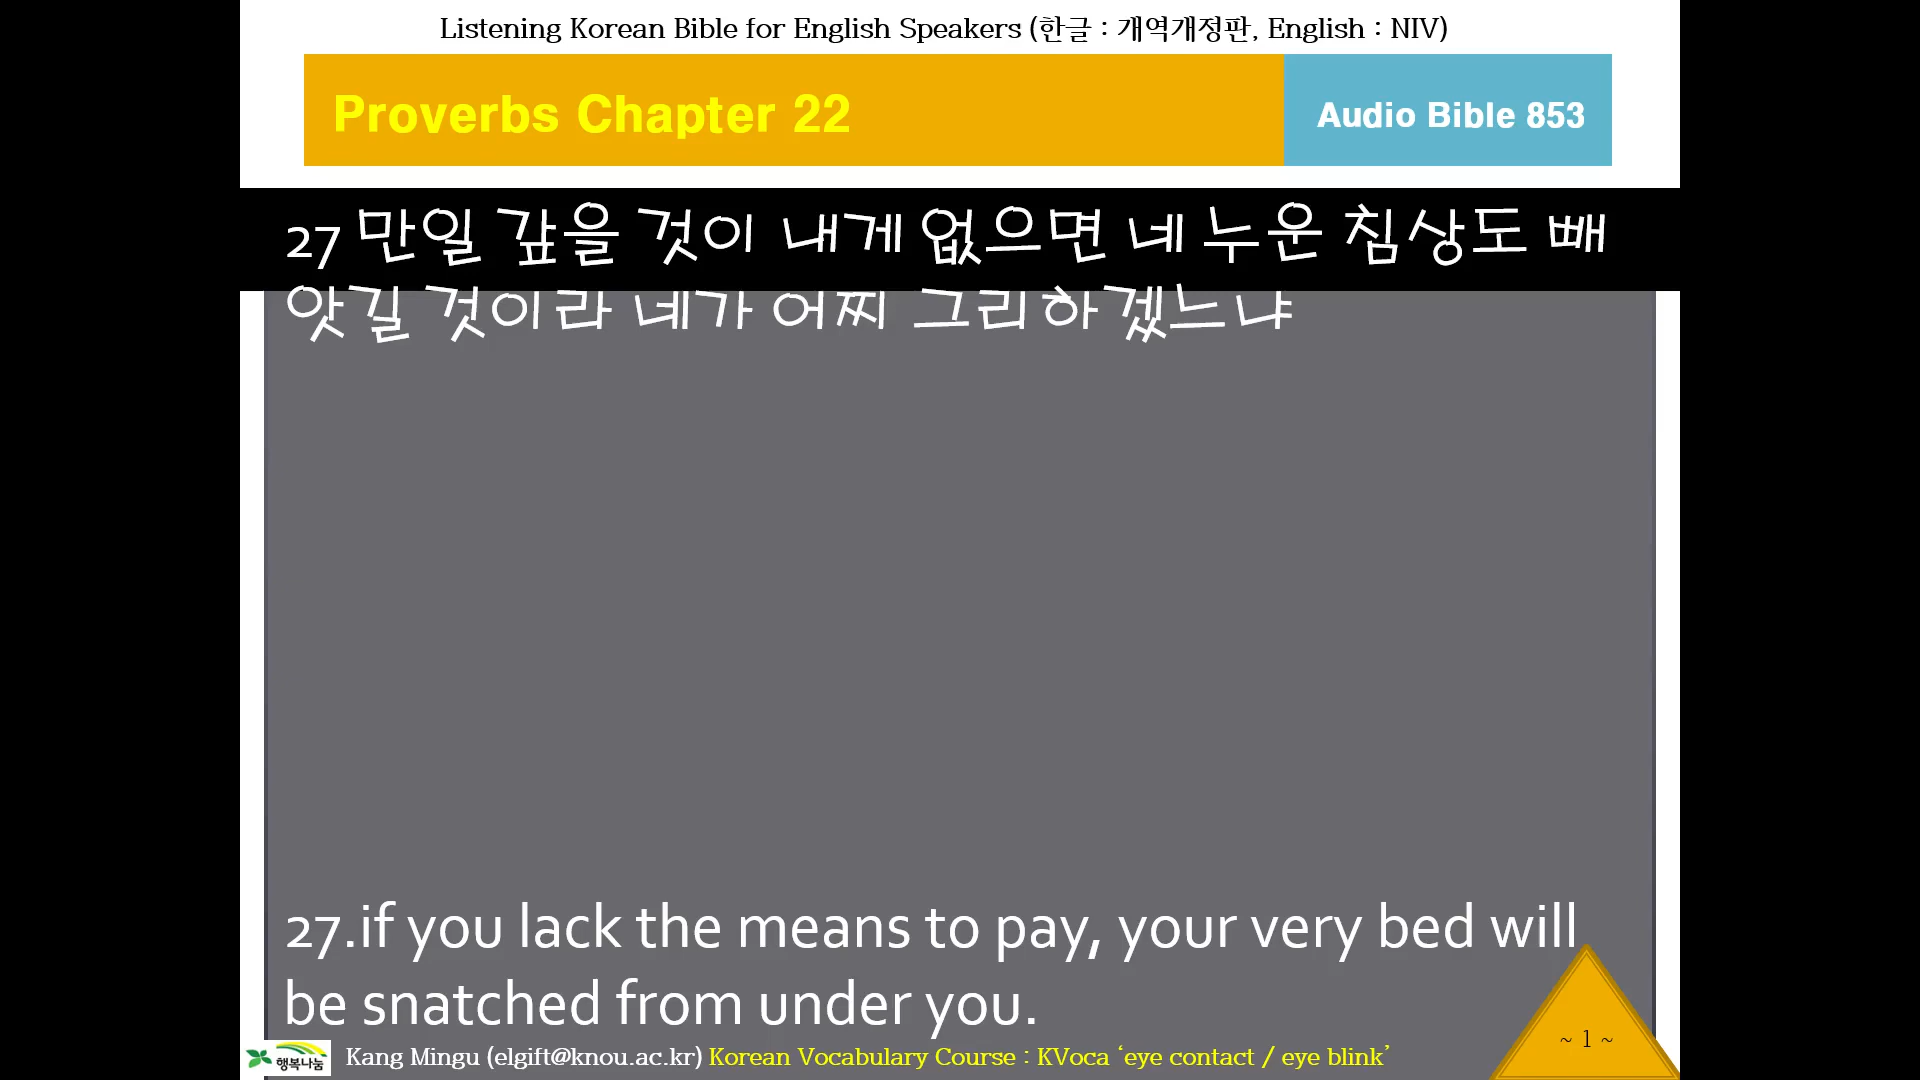 Listening Korean Bible for English Speakers (한글 : 개역개정판, English : NIV)
Proverbs Chapter 22
Audio Bible 853
27 만일 갚을 것이 내게 없으면 네 누운 침상도 빼
앗길 것이라 네가 어찌 그리하겠느냐
27.if you lack the means to pay, your very bed will
be snatched from under you.
~ 1 ~
행복나눔
Kang Mingu (elgift@knou.ac.kr) Korean Vocabulary Course : KVoca ‘eye contact / eye blink’